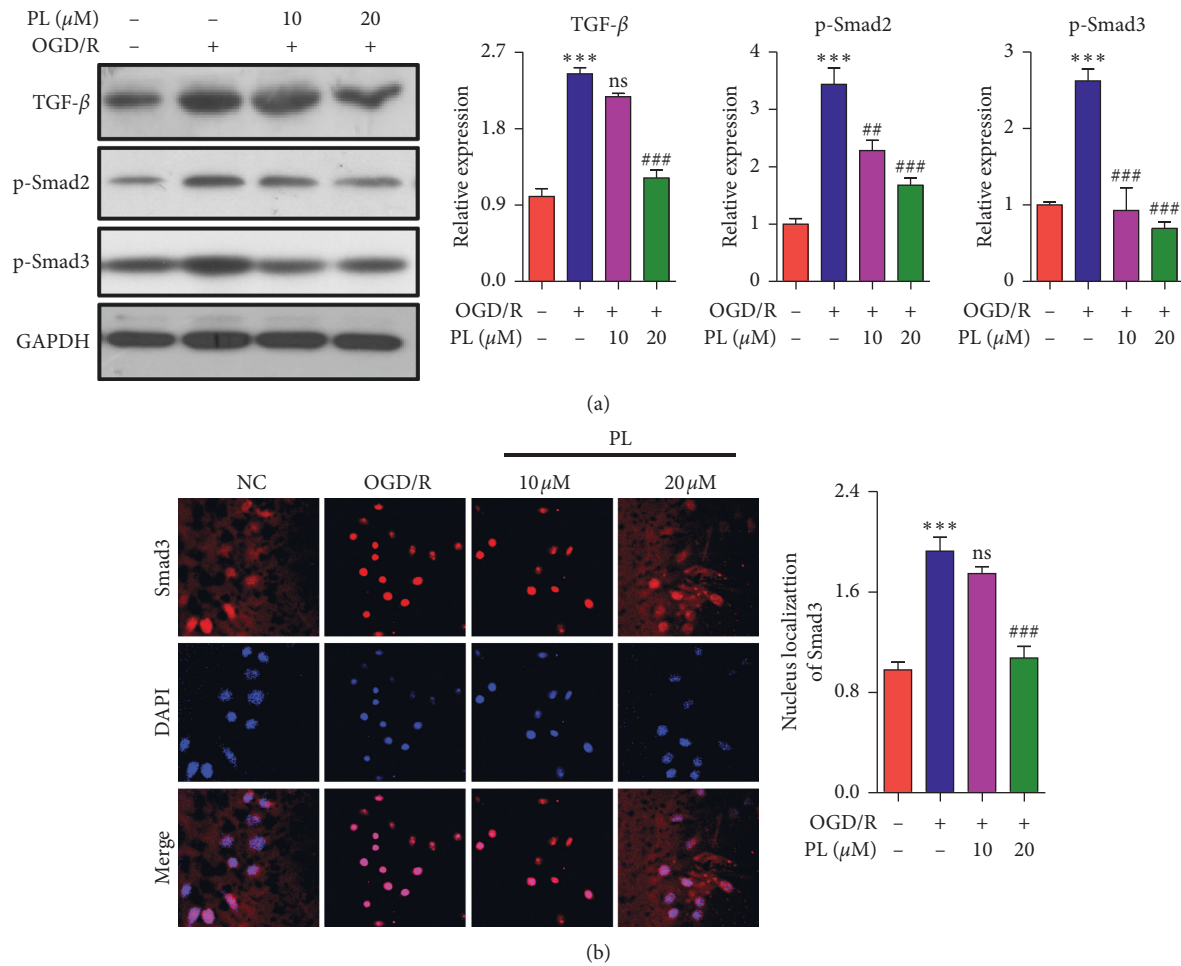 PL (μM) – – 10 20
OGD/R – + + +
TGF-β
p-Smad2
p-Smad3
GAPDH
TGF-β
Relative expression
2.7
1.8
0.9
0.0
***
ns
###
OGD/R – + + +
PL (μM) – – 10 20
p-Smad2
Relative expression
4
3
2
1
0
***
##
###
OGD/R – + + +
PL (μM) – – 10 20
p-Smad3
Relative expression
3
2
1
0
***
###
###
OGD/R – + + +
PL (μM) – – 10 20
(a)
PL
NC OGD/R 10 μM 20 μM
Smad3
DAPI
Merge
Nucleus localizattion
of Smad3
2.4
1.6
0.8
0.0
***
ns
###
OGD/R – + + +
PL (μM) – – 10 20
(b)